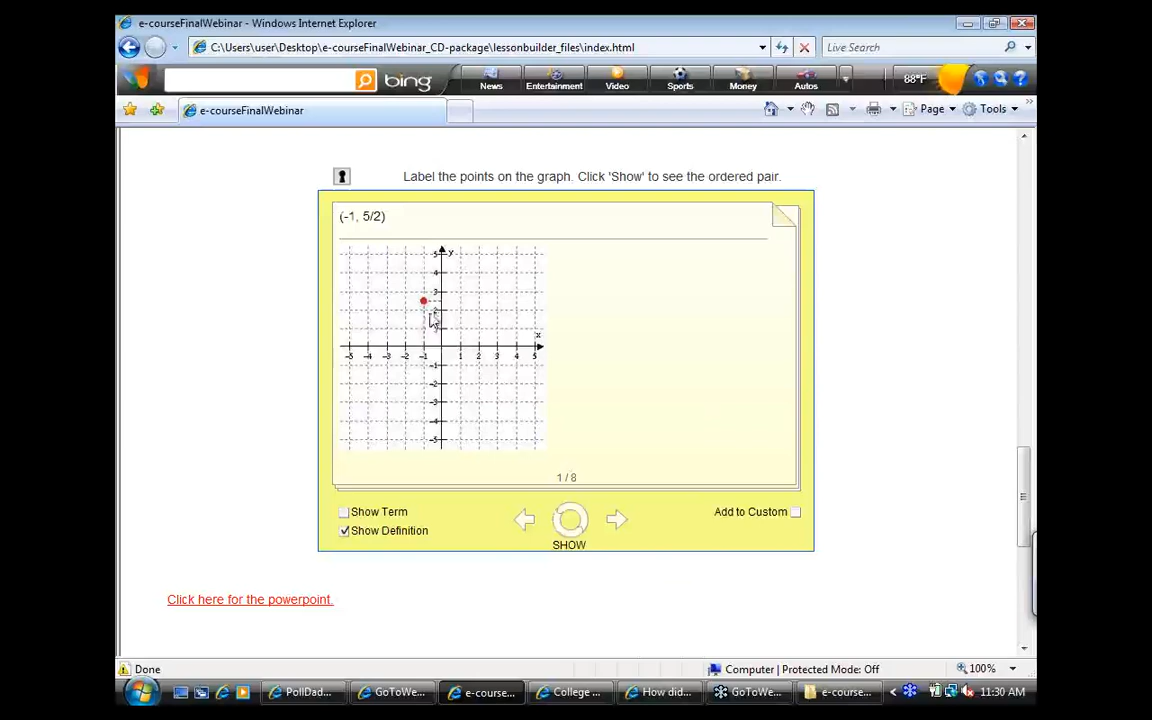 e-courseFinalWebinar - Windows Internet Explorer
C:\Users\user\Desktop\e-courseFinalWebinar_CD-package\lessonbuilder_files\index.html
Live Search
bing
News
Entertainment
Video
Sports
Money
Autos
88°F
e-courseFinalWebinar
Page
Tools
Label the points on the graph. Click 'Show' to see the ordered pair.
(-1, 5/2)
5 y
4
3
2
x
-5 -4 -3 -2 -1 1 2 3 4 5
-1
-2
-3
-4
-5
1 / 8
Show Term
Show Definition
SHOW
Add to Custom
Click here for the powerpoint.
Done
Computer | Protected Mode: Off
100%
PollDad...
GoToWe...
e-course...
College ...
How did...
GoToWe...
e-course...
11:30 AM